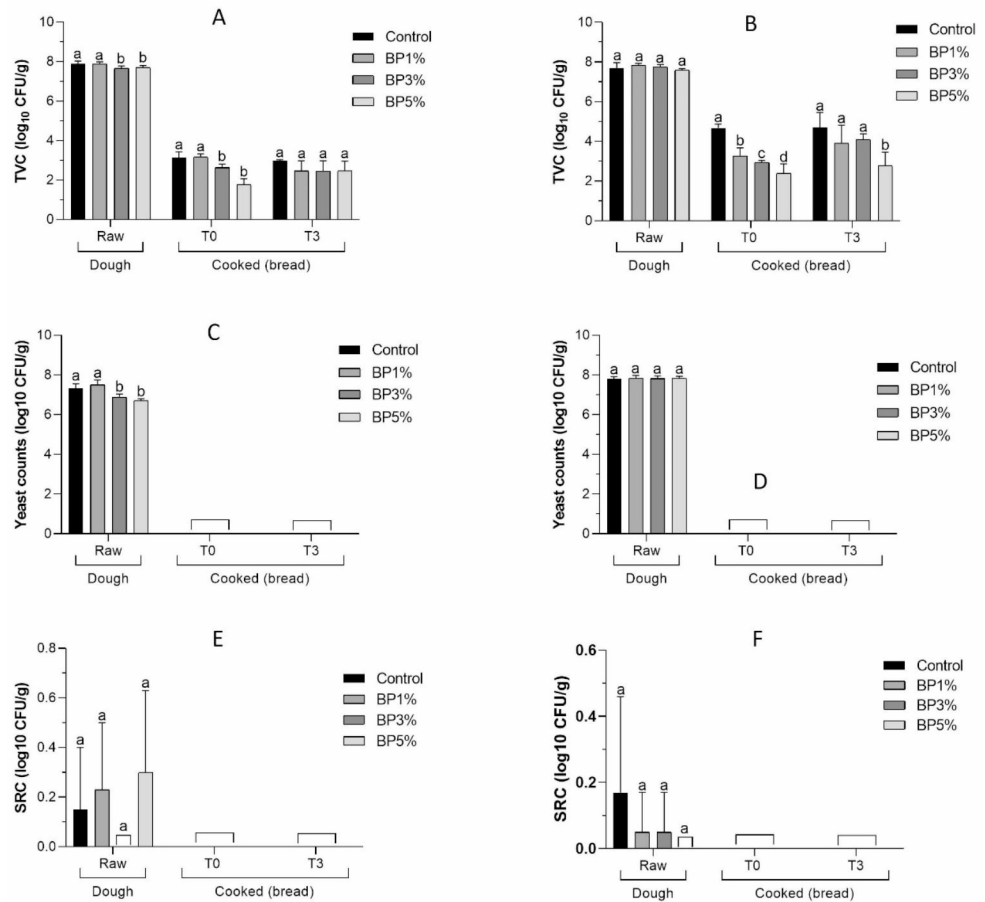 A
TVC (log10 CFU/g)
10
8
6
4
2
0
a a b b
a a b b
a a a a
Raw T0 T3
Dough Cooked (bread)
Control
BP1%
BP3%
BP5%
B
TVC (log10 CFU/g)
10
8
6
4
2
0
a a a a
a b c d
a a a b
Raw T0 T3
Dough Cooked (bread)
Control
BP1%
BP3%
BP5%
C
Yeast counts (log10 CFU/g)
10
8
6
4
2
0
a a b b
Raw T0 T3
Dough Cooked (bread)
Control
BP1%
BP3%
BP5%
D
Yeast counts (log10 CFU/g)
10
8
6
4
2
0
a a a a
Raw T0 T3
Dough Cooked (bread)
Control
BP1%
BP3%
BP5%
E
SRC (log10 CFU/g)
0.8
0.6
0.4
0.2
0.0
a a a a
Raw T0 T3
Dough Cooked (bread)
Control
BP1%
BP3%
BP5%
F
SRC (log10 CFU/g)
0.6
0.4
0.2
0.0
a a a a
Raw T0 T3
Dough Cooked (bread)
Control
BP1%
BP3%
BP5%